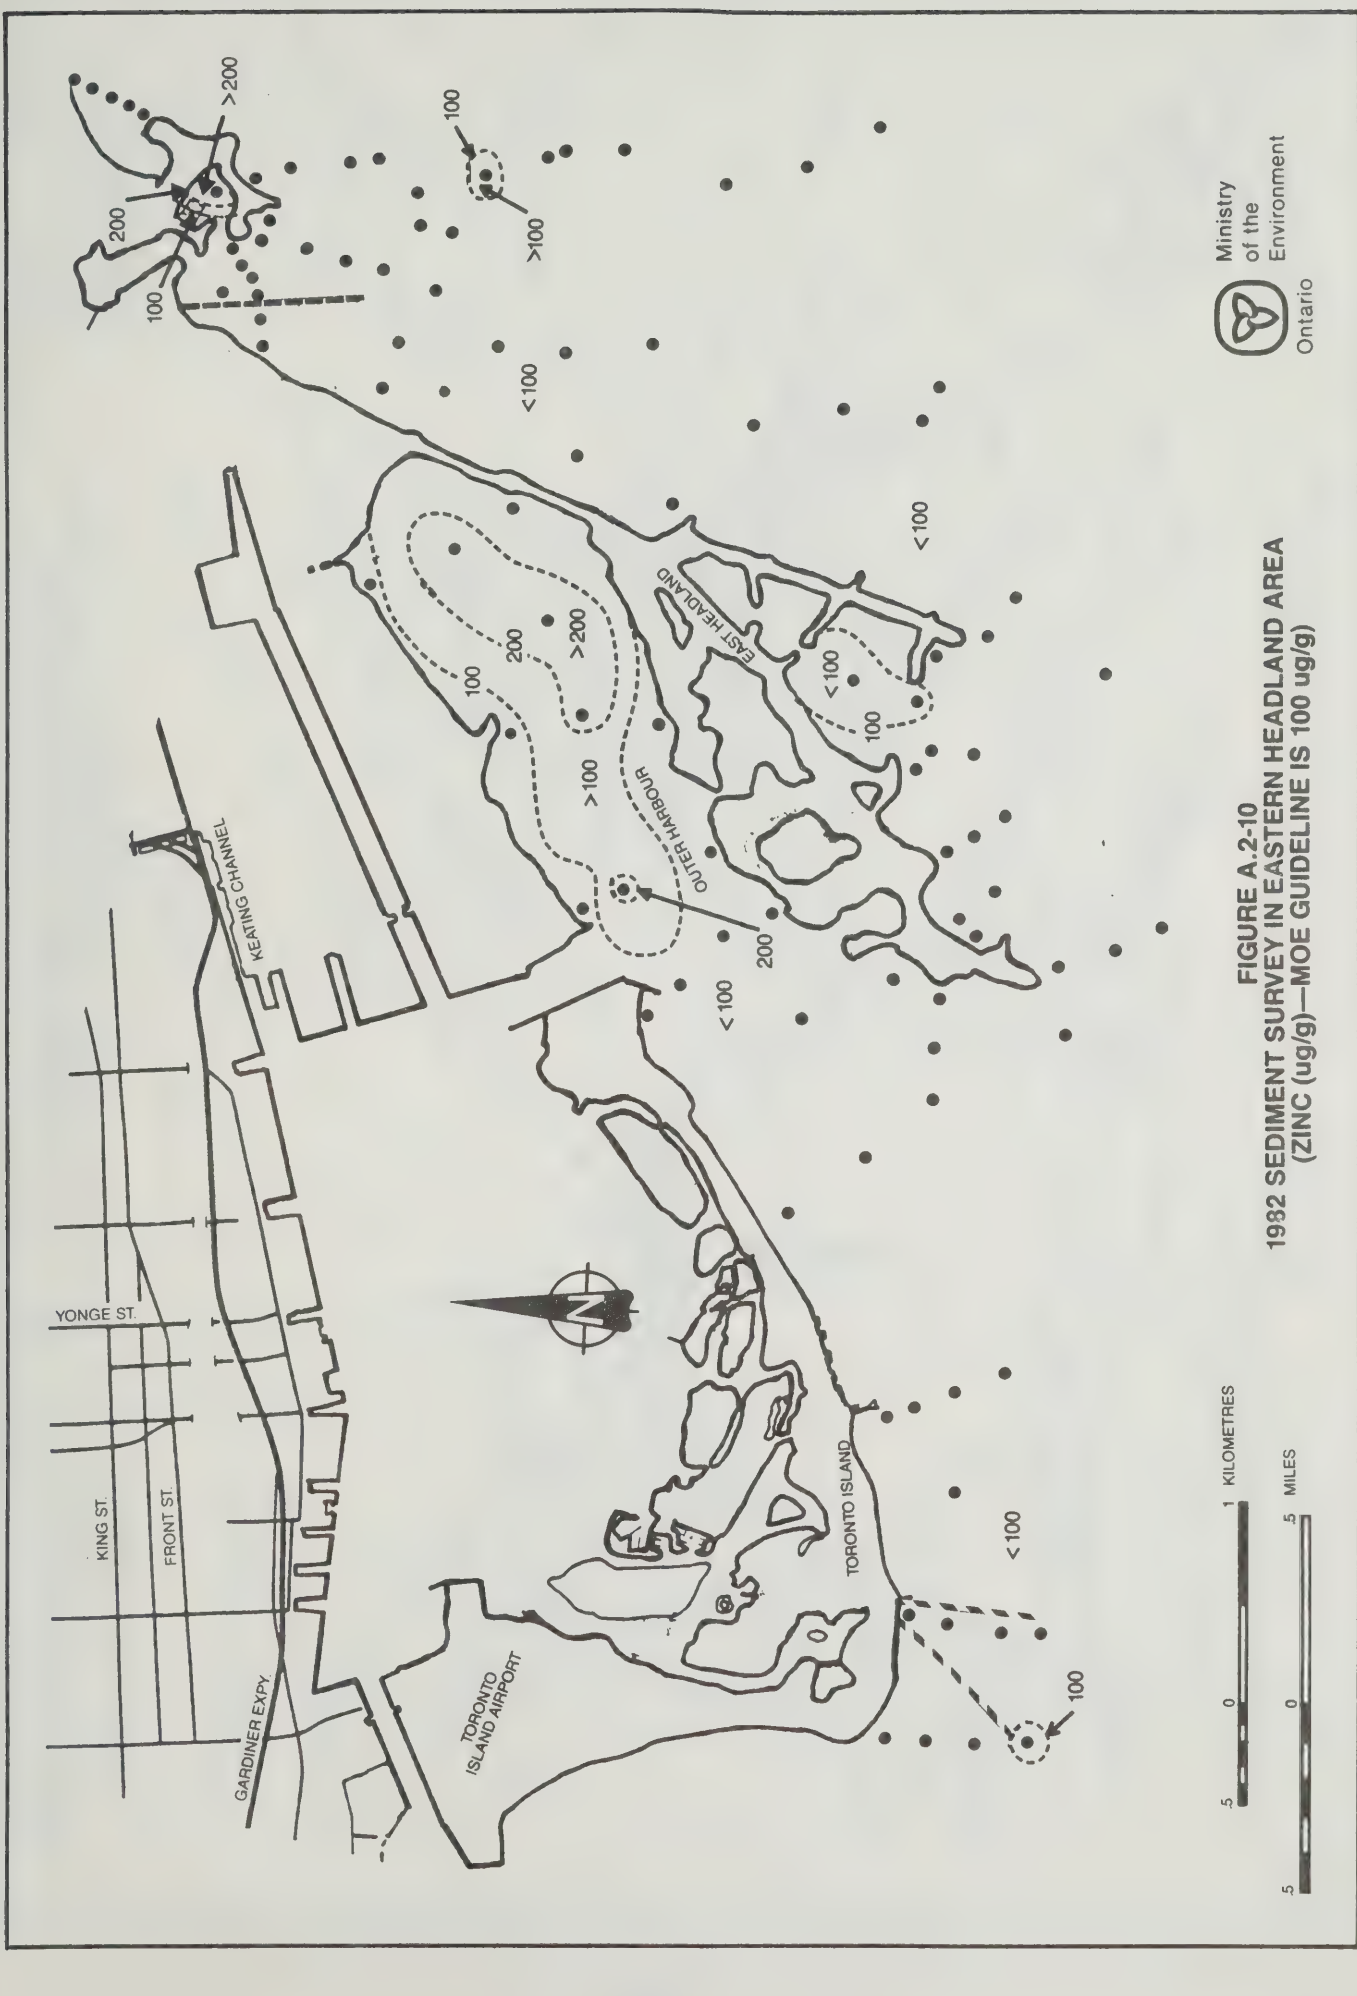 YONGE ST.
KING ST.
FRONT ST.
GARDINER EXPY.
KEATING CHANNEL
TORONTO
ISLAND AIRPORT
N
TORONTO ISLAND
OUTER HARBOUR
EAST HEADLAND
100
200
>200
100
>100
<100
100
200
>200
>100
200
<100
<100
100
<100
<100
100
.5 0 1 KILOMETRES
.5 0 .5 MILES
FIGURE A.2-10
1982 SEDIMENT SURVEY IN EASTERN HEADLAND AREA
(ZINC (ug/g)—MOE GUIDELINE IS 100 ug/g)
Ontario
Ministry
of the
Environment